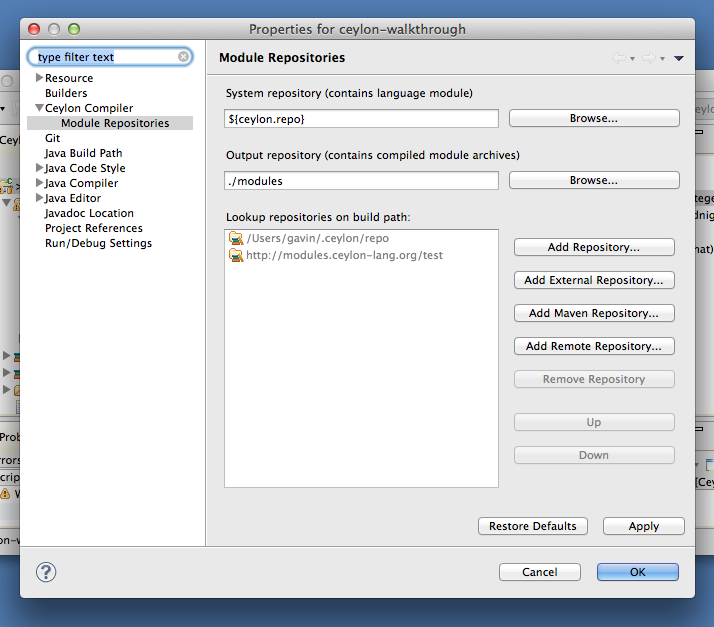 Properties for ceylon-walkthrough
type filter text
Resource
Builders
Ceylon Compiler
Module Repositories
Git
Java Build Path
Java Code Style
Java Compiler
Java Editor
Javadoc Location
Project References
Run/Debug Settings
Module Repositories
System repository (contains language module)
${ceylon.repo}
Browse...
Output repository (contains compiled module archives)
./modules
Browse...
Lookup repositories on build path:
/Users/gavin/.ceylon/repo
http://modules.ceylon-lang.org/test
Add Repository...
Add External Repository...
Add Maven Repository...
Add Remote Repository...
Remove Repository
Up
Down
Restore Defaults
Apply
?
Cancel
OK